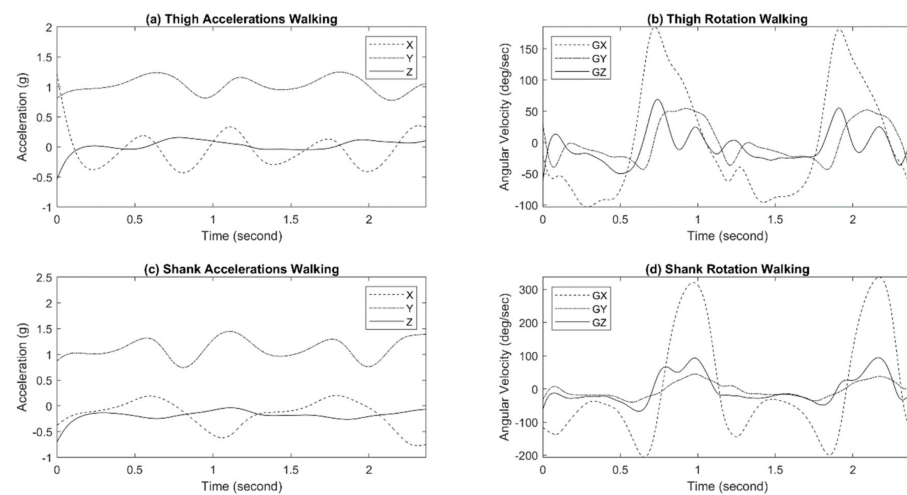 (a) Thigh Accelerations Walking
2
1.5
1
0.5
0
-0.5
-1
Acceleration (g)
X
Y
Z
0 0.5 1 1.5 2
Time (second)
(b) Thigh Rotation Walking
150
100
50
0
-50
-100
Angular Velocity (deg/sec)
GX
GY
GZ
0 0.5 1 1.5 2
Time (second)
(c) Shank Accelerations Walking
2.5
2
1.5
1
0.5
0
-0.5
-1
Acceleration (g)
X
Y
Z
0 0.5 1 1.5 2
Time (second)
(d) Shank Rotation Walking
300
200
100
0
-100
-200
Angular Velocity (deg/sec)
GX
GY
GZ
0 0.5 1 1.5 2
Time (second)